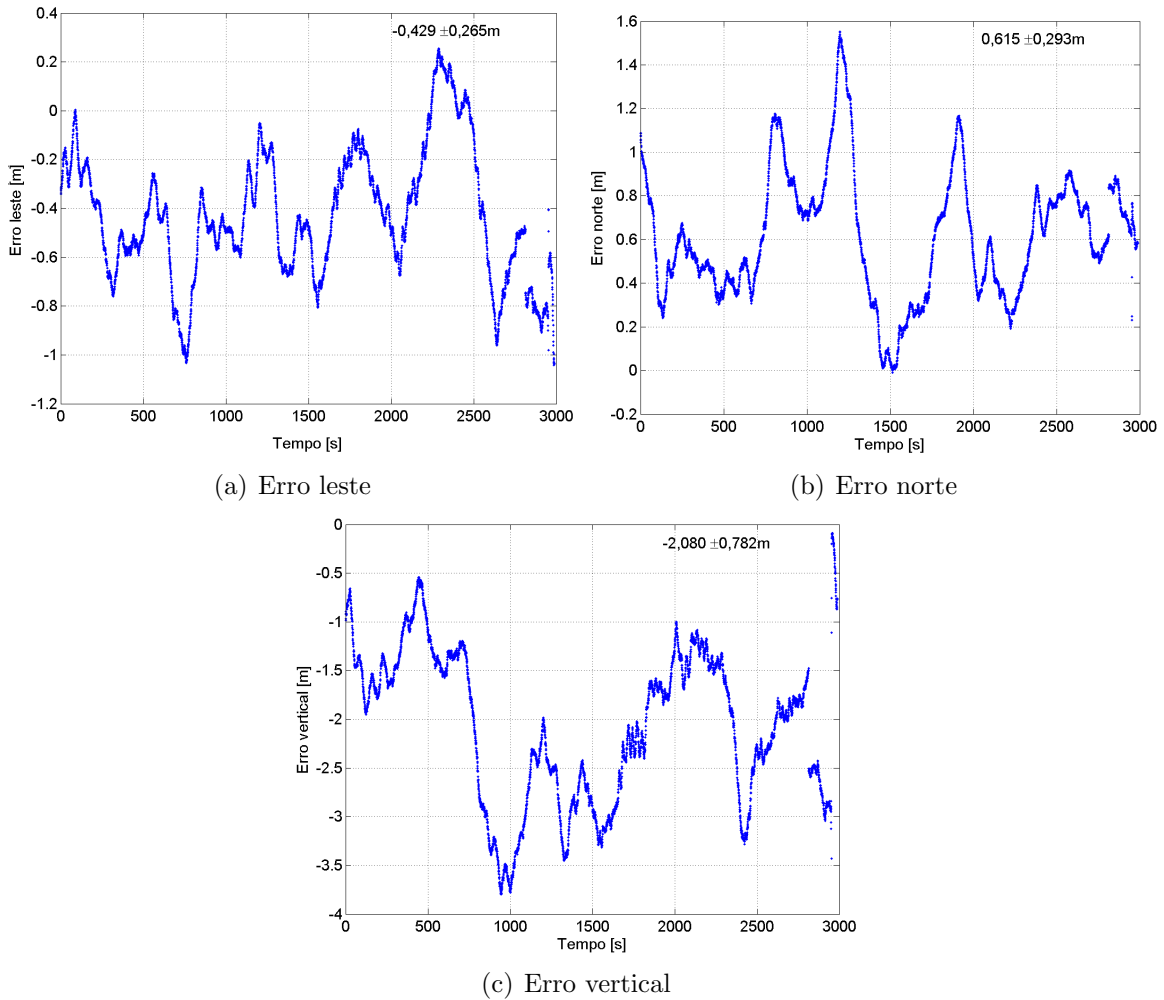 0.4
0.2
0
-0.2
-0.4
-0.6
-0.8
-1
-1.2
Erro leste [m]
-0,429 ±0,265m
0 500 1000 1500 2000 2500 3000
Tempo [s]
(a) Erro leste
1.6
1.4
1.2
1
0.8
0.6
0.4
0.2
0
-0.2
Erro norte [m]
0,615 ±0,293m
0 500 1000 1500 2000 2500 3000
Tempo [s]
(b) Erro norte
0
-0.5
-1
-1.5
-2
-2.5
-3
-3.5
-4
Erro vertical [m]
-2,080 ±0,782m
0 500 1000 1500 2000 2500 3000
Tempo [s]
(c) Erro vertical